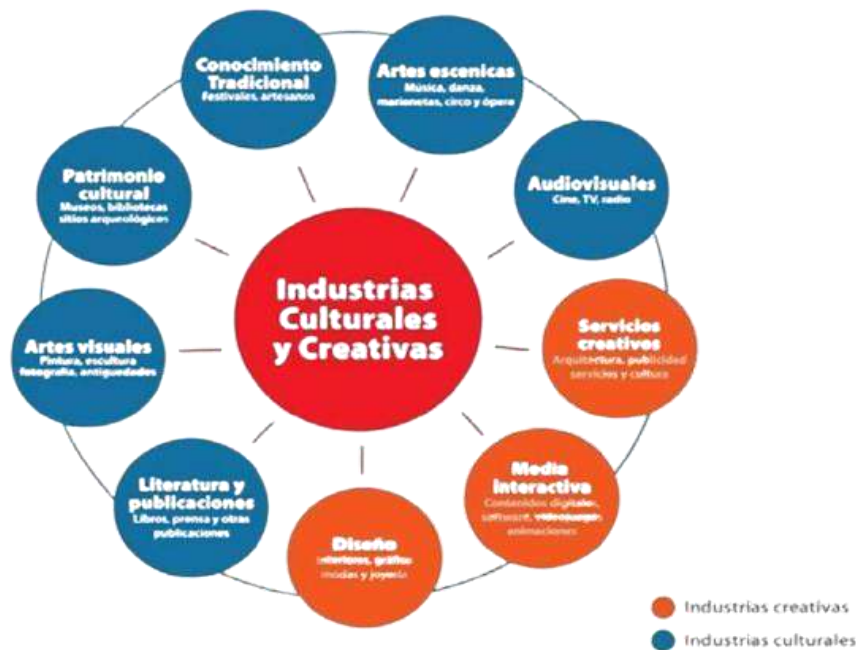 Conocimiento
Tradicional
Festivales, artesanos
Artes escenicas
Música, danza,
marionetas, circo y ópera
Audiovisuales
Cine, TV, radio
Servicios
creativos
Arquitectura, publicidad
servicios y cultura
Media
interactiva
Contenidos digitales,
software, videojuegos
animaciones
Diseño
Interiores, gráfico
modas y joyería
Literatura y
publicaciones
Libros, prensa y otras
publicaciones
Artes visuales
Pintura, escultura
fotografía, antiguedades
Patrimonio
cultural
Museos, bibliotecas
sitios arqueológicos
Industrias
Culturales
y Creativas
Industrias creativas
Industrias culturales